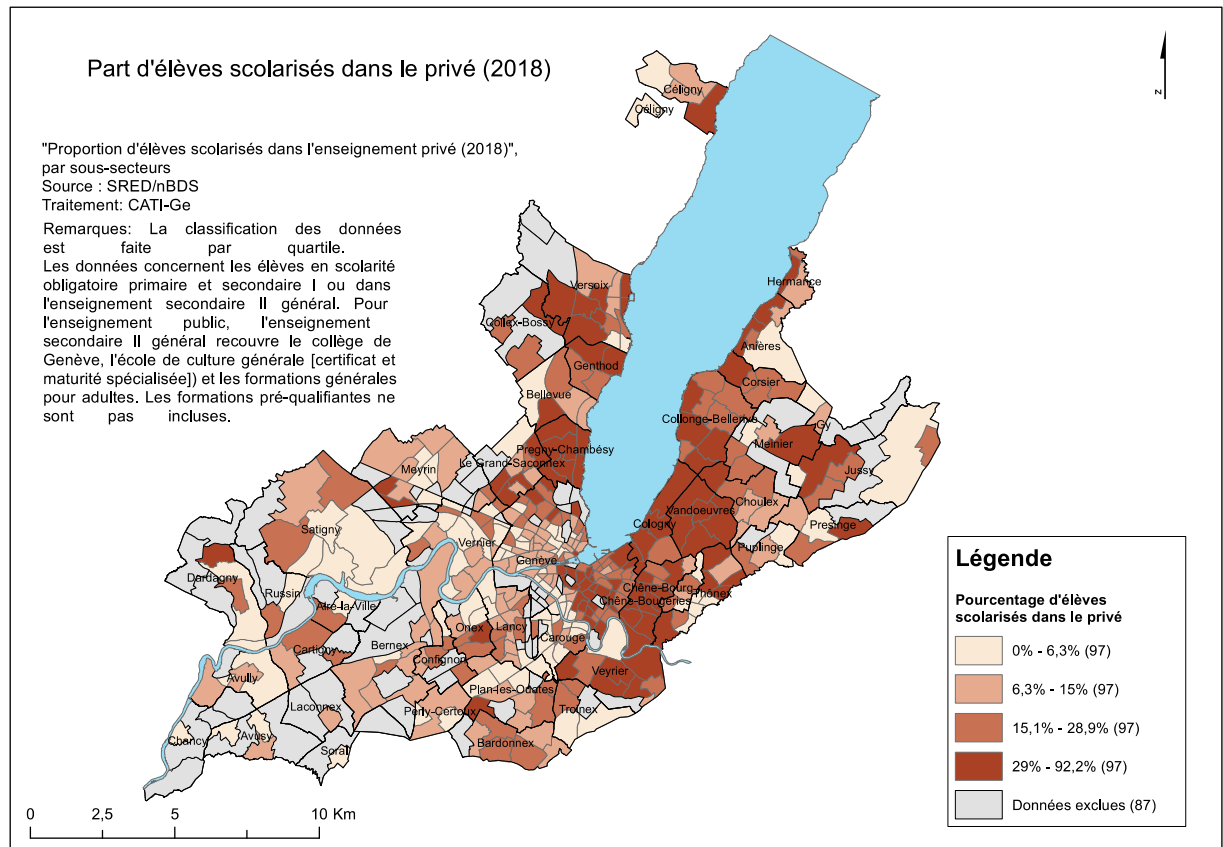 Part d'élèves scolarisés dans le privé (2018)
"Proportion d'élèves scolarisés dans l'enseignement privé (2018)",
par sous-secteurs
Source : SRED/nBDS
Traitement: CATI-Ge
Remarques: La classification des données
est faite par quartile.
Les données concernent les élèves en scolarité
obligatoire primaire et secondaire I ou dans
l'enseignement secondaire II général. Pour
l'enseignement public, l'enseignement
secondaire II général recouvre le collège de
Genève, l'école de culture générale [certificat et
maturité spécialisée]) et les formations générales
pour adultes. Les formations pré-qualifiantes ne
sont pas incluses.
N
Céligny
Céligny
Hermance
Versoix
Collex-Bossy
Anières
Genthod
Corsier
Bellevue
Collonge-Bellerive
Gy
Meinier
Pregny-Chambésy
Le Grand-Saconnex
Meyrin
Jussy
Choulex
Vandoeuvres
Cologny
Presinge
Satigny
Vernier
Puplinge
Genève
Dardagny
Russin
Chêne-Bourg
Thônex
Chêne-Bougeries
Aire-la-Ville
Onex
Lancy
Carouge
Bernex
Cartigny
Confignon
Veyrier
Avully
Plan-les-Ouates
Laconnex
Perly-Certoux
Troinex
Chancy
Avusy
Soral
Bardonnex
Légende
Pourcentage d'élèves
scolarisés dans le privé
0% - 6,3% (97)
6,3% - 15% (97)
15,1% - 28,9% (97)
29% - 92,2% (97)
Données exclues (87)
0 2,5 5 10 Km